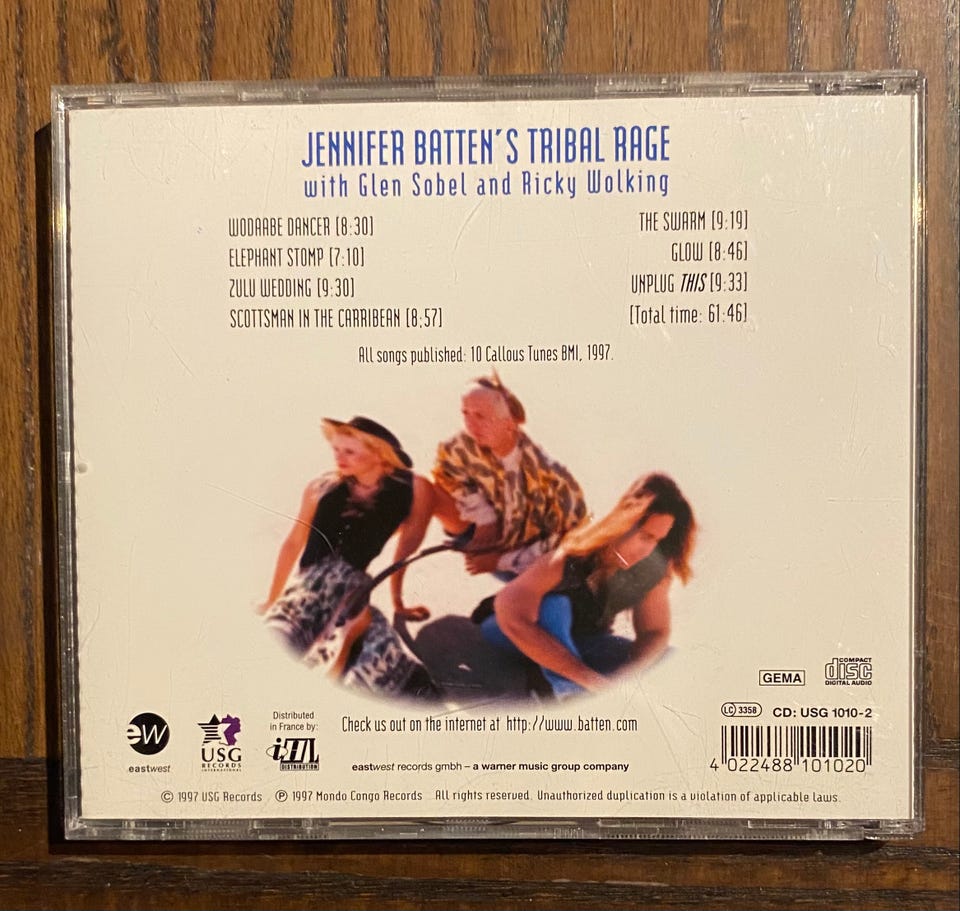 JENNIFER BATTEN'S TRIBAL RAGE
with Glen Sobel and Ricky Wolking
WODAABE DANCER [8:30]
ELEPHANT STOMP [7:10]
ZULU WEDDING [9:30]
SCOTTSMAN IN THE CARRIBEAN [8;57]
THE SWARM [9:19]
GLOW [8:46]
UNPLUG THIS [9:33]
[Total time: 61:46]
All songs published: 10 Callous Tunes BMI, 1997.
GEMA
COMPACT
disc
DIGITAL AUDIO
ew
eastwest
USG
RECORDS
INTERNATIONAL
Distributed
in France by:
DISTRIBUTION
Check us out on the internet at http://www.batten.com
eastwest records gmbh – a warner music group company
LC 3358
CD: USG 1010-2
4 022488 101020
© 1997 USG Records ℗ 1997 Mondo Congo Records All rights reserved. Unauthorized duplication is a violation of applicable laws.